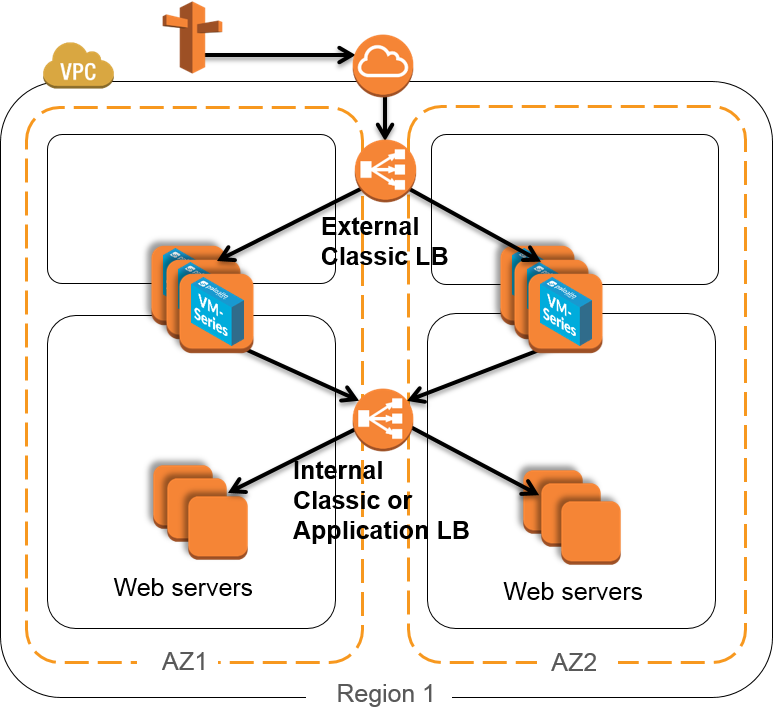 VPC
External
Classic LB
VM-
Series
VM-
Series
Internal
Classic or
Application LB
Web servers
Web servers
AZ1
AZ2
Region 1